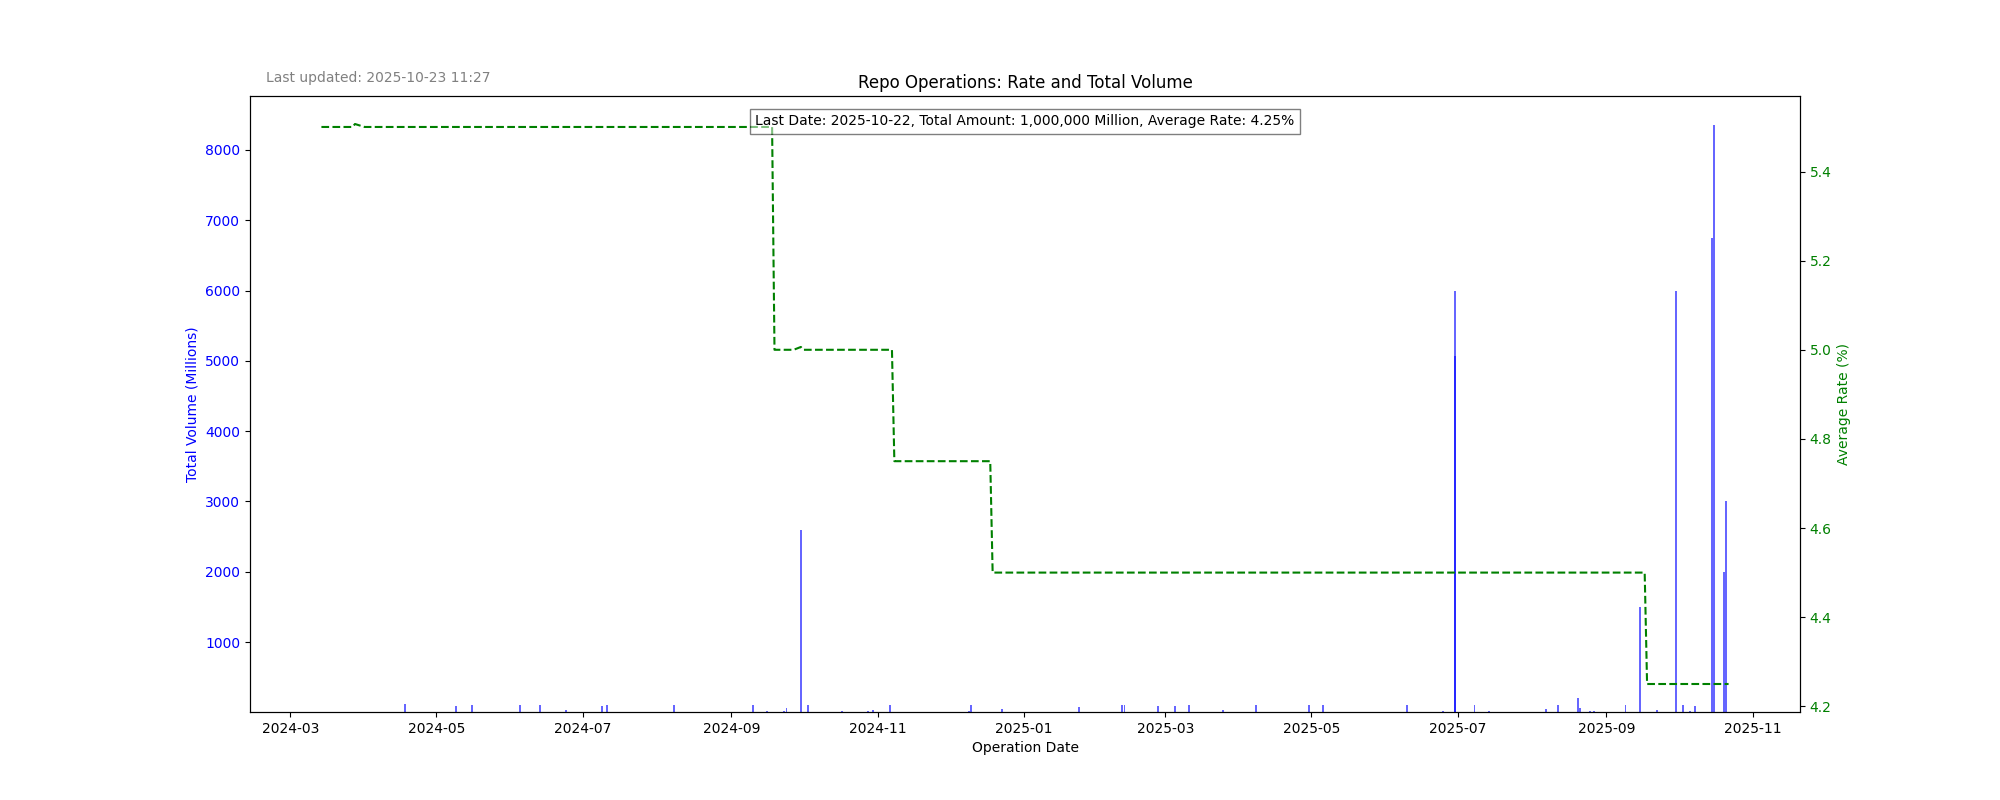 Last updated: 2025-10-23 11:27
Repo Operations: Rate and Total Volume
Last Date: 2025-10-22, Total Amount: 1,000,000 Million, Average Rate: 4.25%
Total Volume (Millions)
8000
7000
6000
5000
4000
3000
2000
1000
5.4
5.2
5.0
4.8
4.6
4.4
4.2
Average Rate (%)
2024-03 2024-05 2024-07 2024-09 2024-11 2025-01 2025-03 2025-05 2025-07 2025-09 2025-11
Operation Date